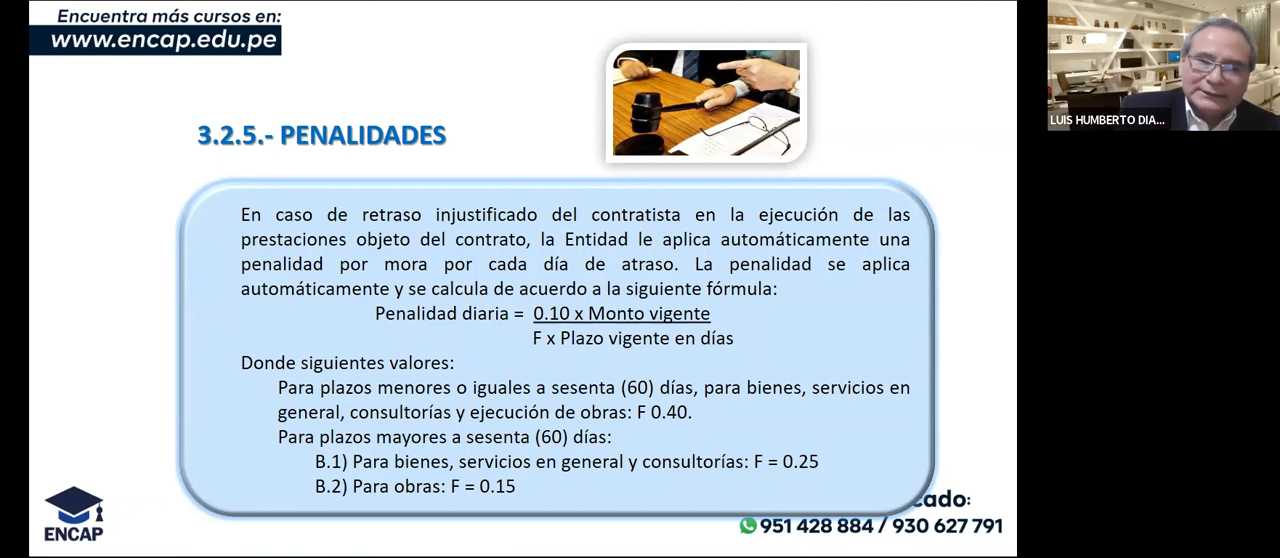 Encuentra más cursos en:
www.encap.edu.pe
LUIS HUMBERTO DIA...
3.2.5.- PENALIDADES
En caso de retraso injustificado del contratista en la ejecución de las
prestaciones objeto del contrato, la Entidad le aplica automáticamente una
penalidad por mora por cada día de atraso. La penalidad se aplica
automáticamente y se calcula de acuerdo a la siguiente fórmula:
Penalidad diaria = 0.10 x Monto vigente
F x Plazo vigente en días
Donde siguientes valores:
Para plazos menores o iguales a sesenta (60) días, para bienes, servicios en
general, consultorías y ejecución de obras: F 0.40.
Para plazos mayores a sesenta (60) días:
B.1) Para bienes, servicios en general y consultorías: F = 0.25
B.2) Para obras: F = 0.15
cado:
951 428 884 / 930 627 791
ENCAP